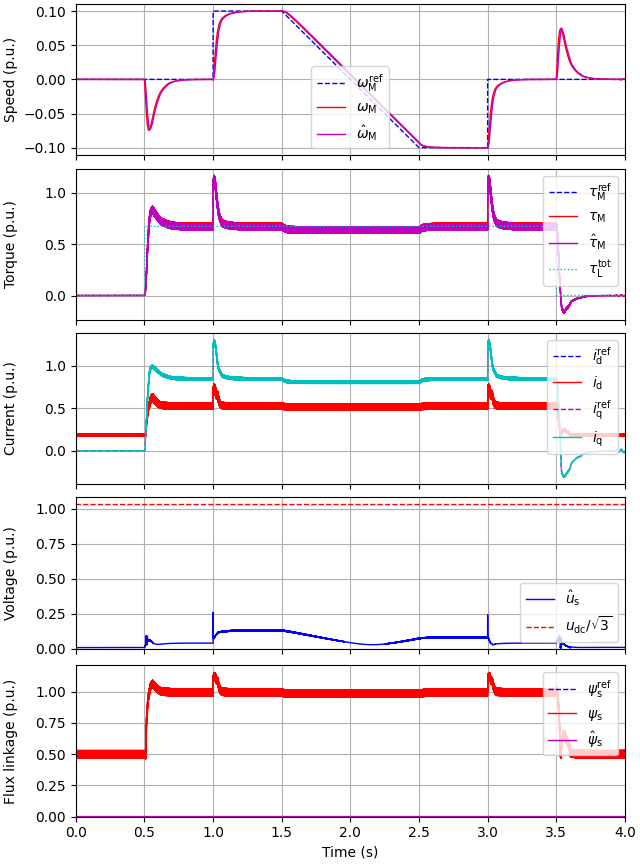 0.10
0.05
0.00
−0.05
−0.10
Speed (p.u.)
ω_M^ref
ω_M
ω̂_M
1.0
0.5
0.0
Torque (p.u.)
τ_M^ref
τ_M
τ̂_M
τ_L^tot
1.0
0.5
0.0
Current (p.u.)
i_d^ref
i_d
i_q^ref
i_q
1.00
0.75
0.50
0.25
0.00
Voltage (p.u.)
û_s
u_dc/√3
1.00
0.75
0.50
0.25
0.00
Flux linkage (p.u.)
ψ_s^ref
ψ_s
ψ̂_s
0.0 0.5 1.0 1.5 2.0 2.5 3.0 3.5 4.0
Time (s)